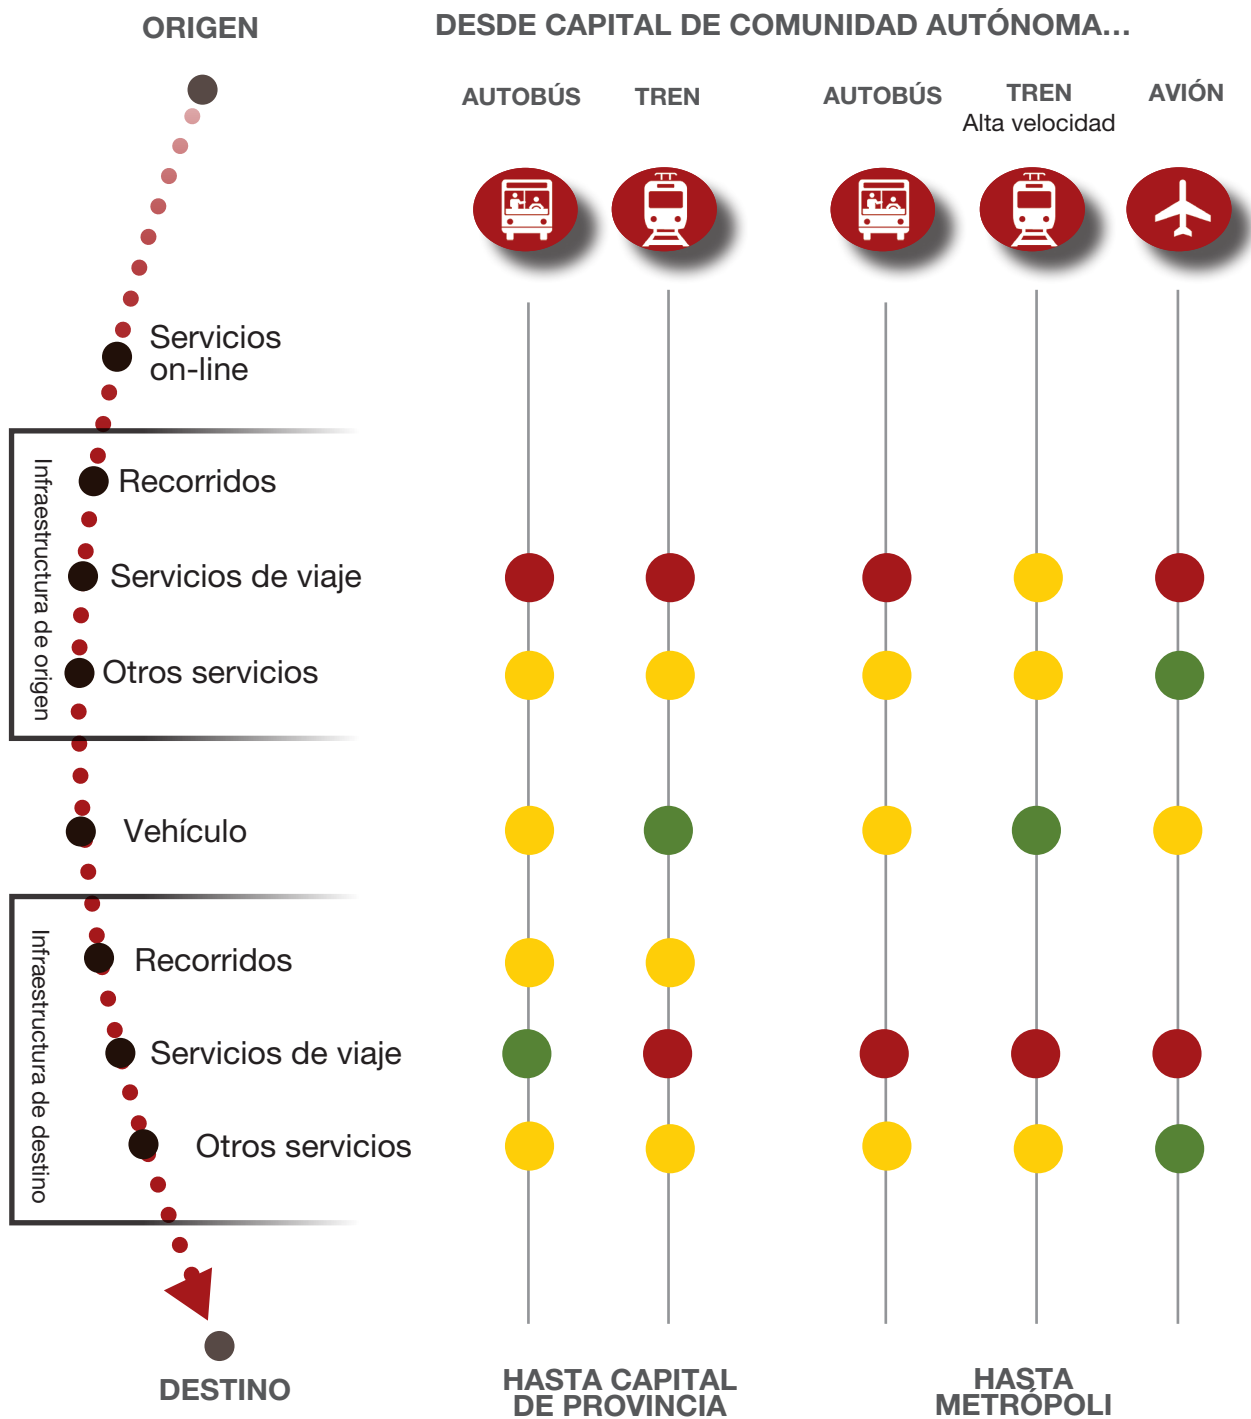 ORIGEN
DESDE CAPITAL DE COMUNIDAD AUTÓNOMA...
AUTOBÚS
TREN
AUTOBÚS
TREN
Alta velocidad
AVIÓN
Servicios
on-line
Infraestructura de origen
Recorridos
Servicios de viaje
Otros servicios
Vehículo
Infraestructura de destino
Recorridos
Servicios de viaje
Otros servicios
DESTINO
HASTA CAPITAL
DE PROVINCIA
HASTA
METRÓPOLI